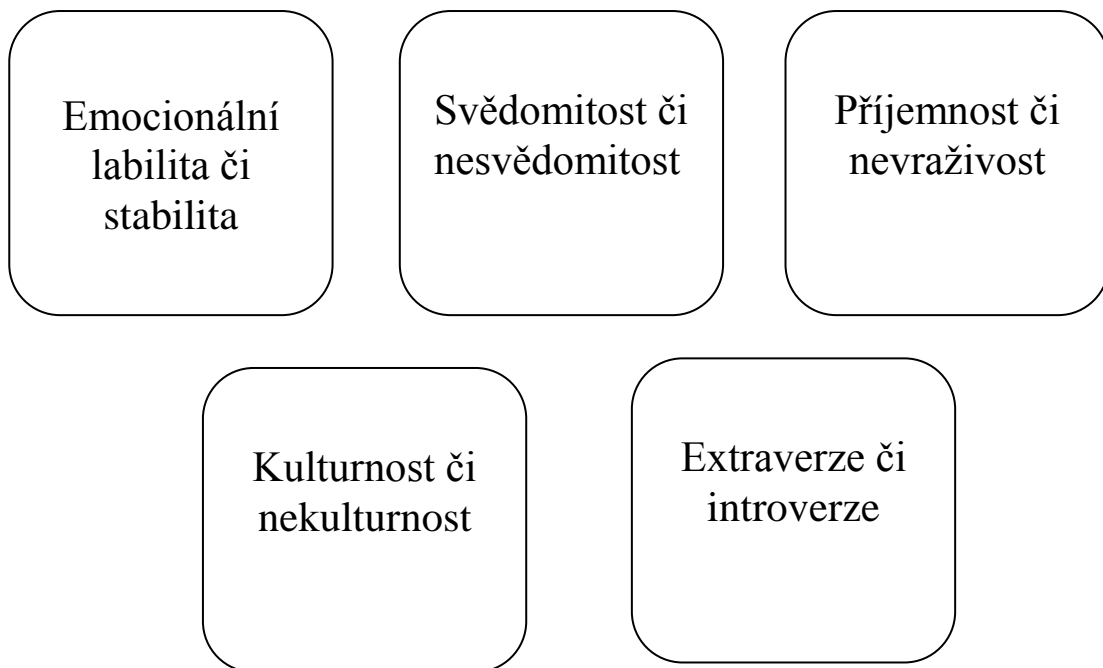 Emocionální
labilita či
stabilita
Svědomitost či
nesvědomitost
Příjemnost či
nevraživost
Kulturnost či
nekulturnost
Extraverze či
introverze